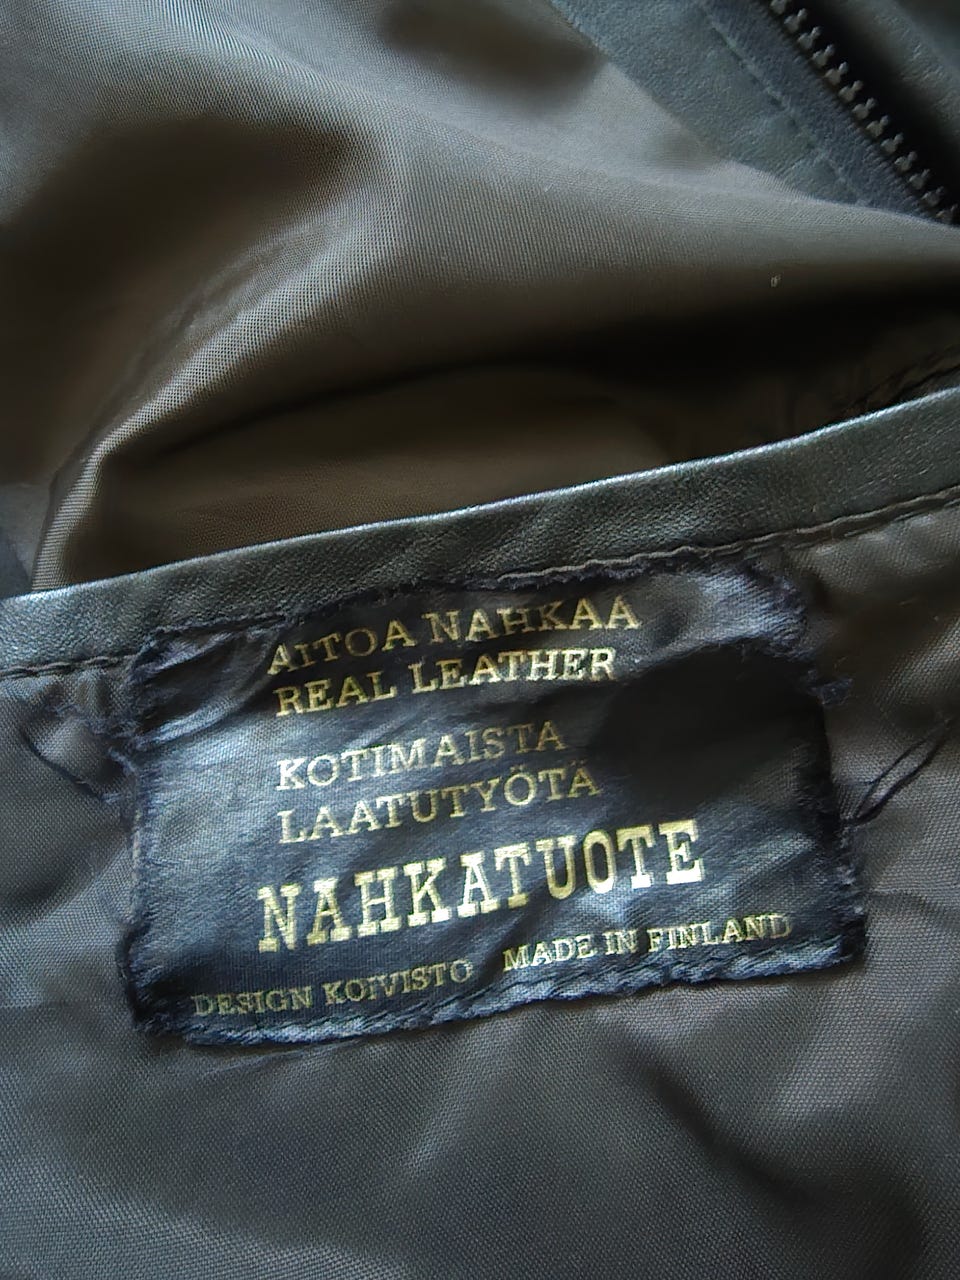 AITOA NAHKAA
REAL LEATHER
KOTIMAISTA
LAATUTYÖTÄ
NAHKATUOTE
DESIGN KOIVISTO MADE IN FINLAND